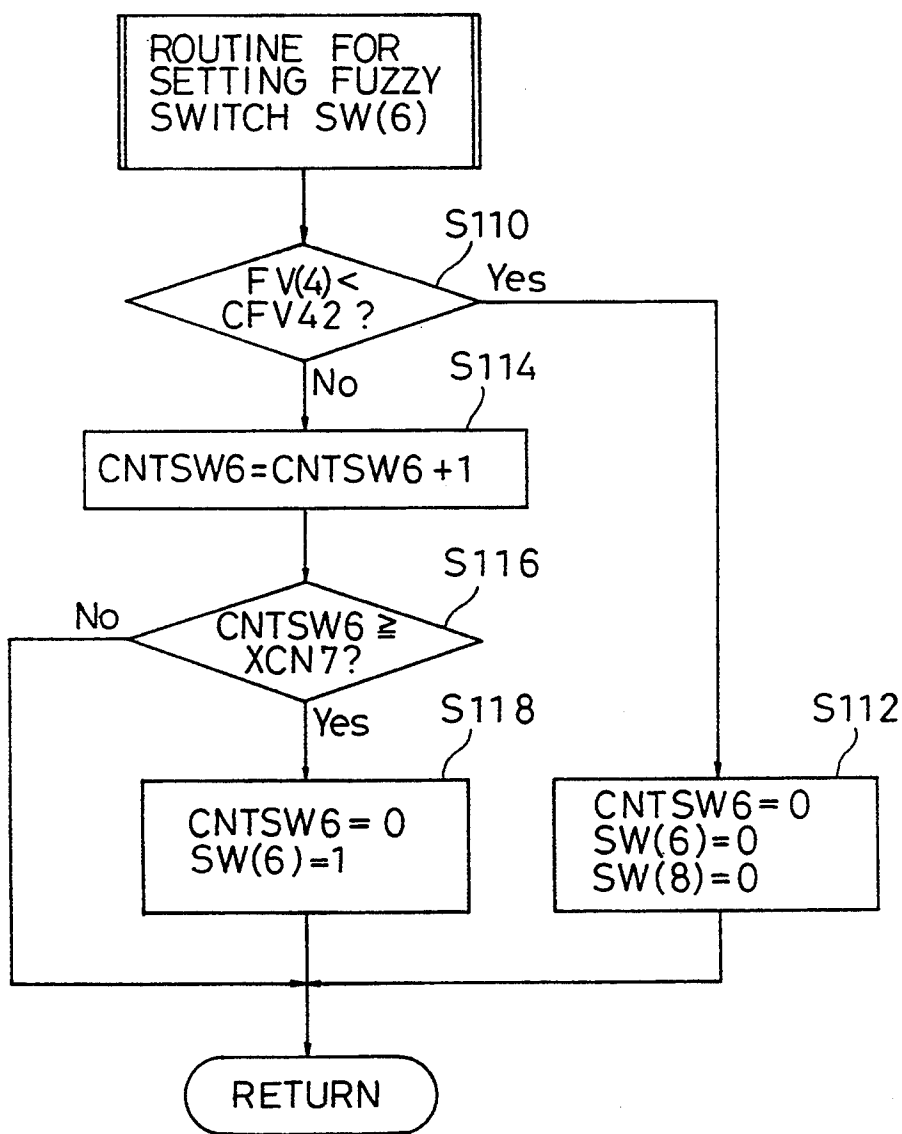 ROUTINE FOR
SETTING FUZZY
SWITCH SW(6)
S110
FV(4)<
CFV42 ?
Yes
No
S114
CNTSW6=CNTSW6+1
S116
No
CNTSW6 ≧
XCN7?
Yes
S118
S112
CNTSW6=0
SW(6)=1
CNTSW6=0
SW(6)=0
SW(8)=0
RETURN